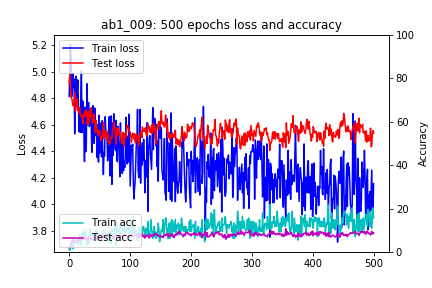 ab1_009: 500 epochs loss and accuracy
Train loss
Test loss
Train acc
Test acc
Loss
Accuracy
5.2
5.0
4.8
4.6
4.4
4.2
4.0
3.8
100
80
60
40
20
0
0 100 200 300 400 500